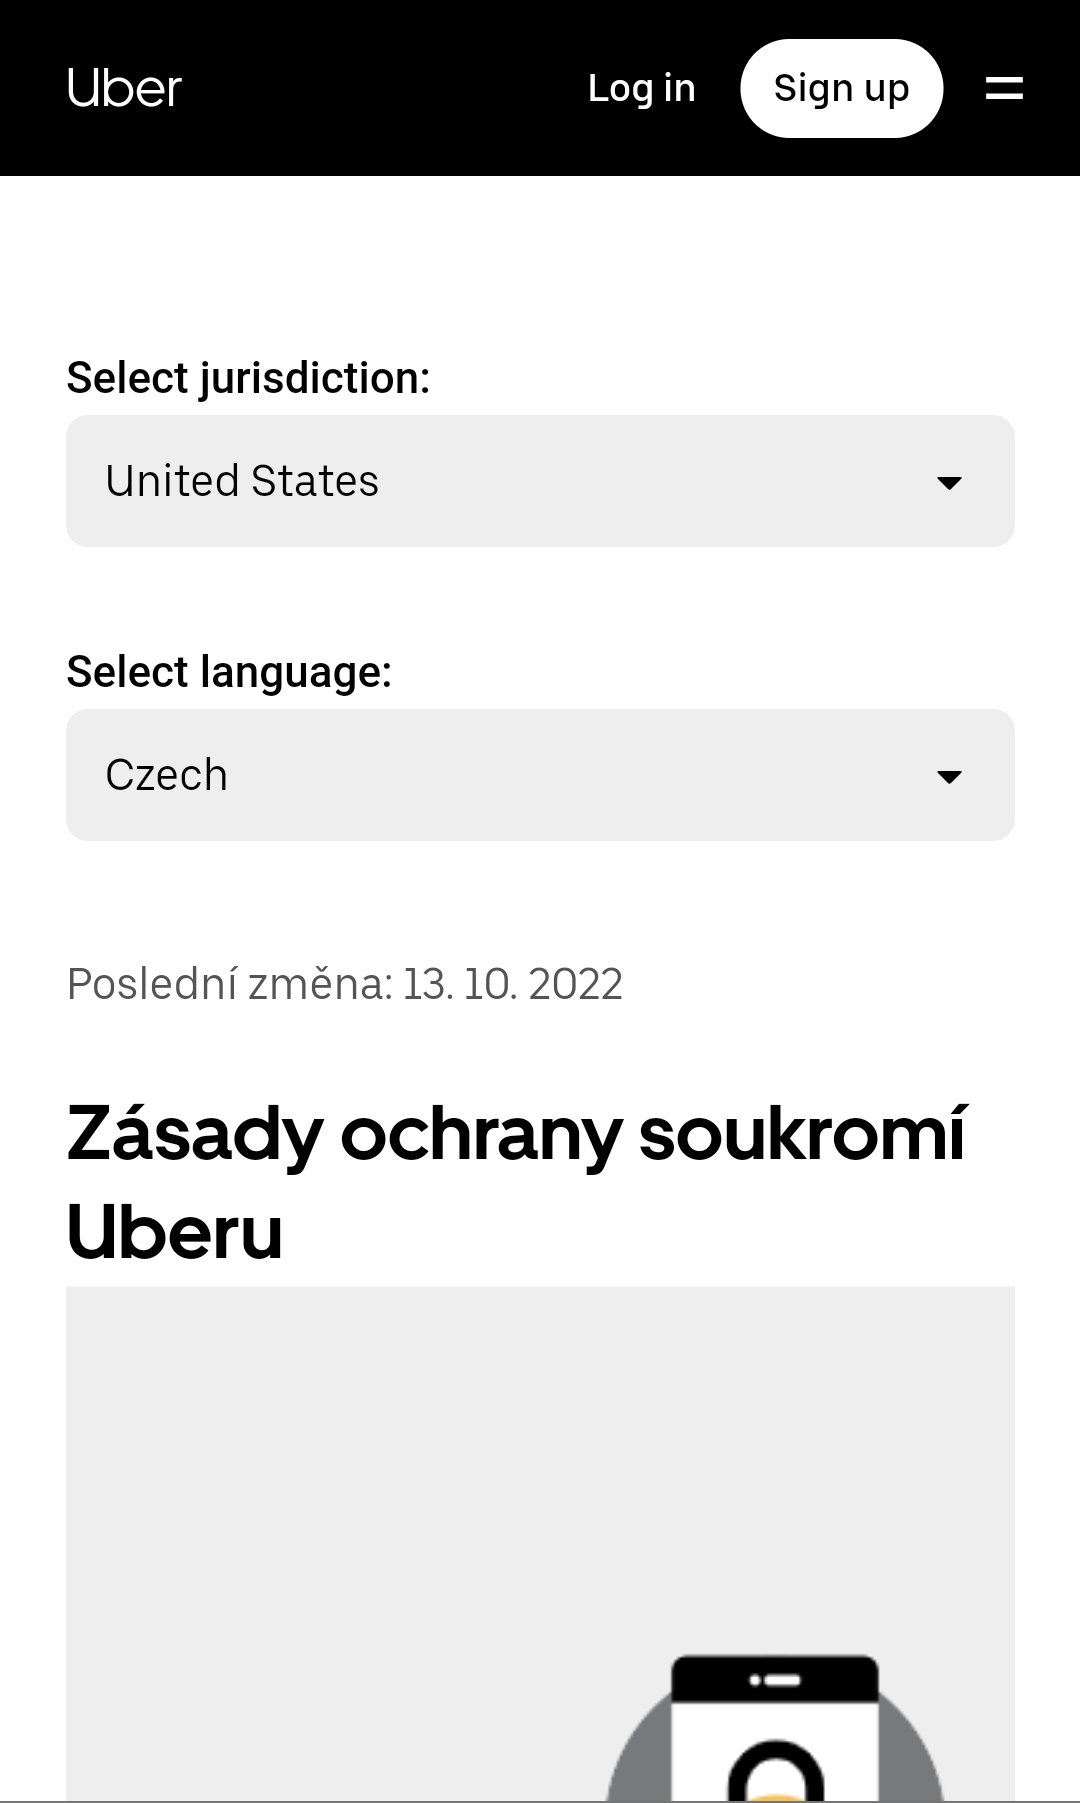 Uber
Log in
Sign up
Select jurisdiction:
United States
Select language:
Czech
Poslední změna: 13. 10. 2022
Zásady ochrany soukromí
Uberu